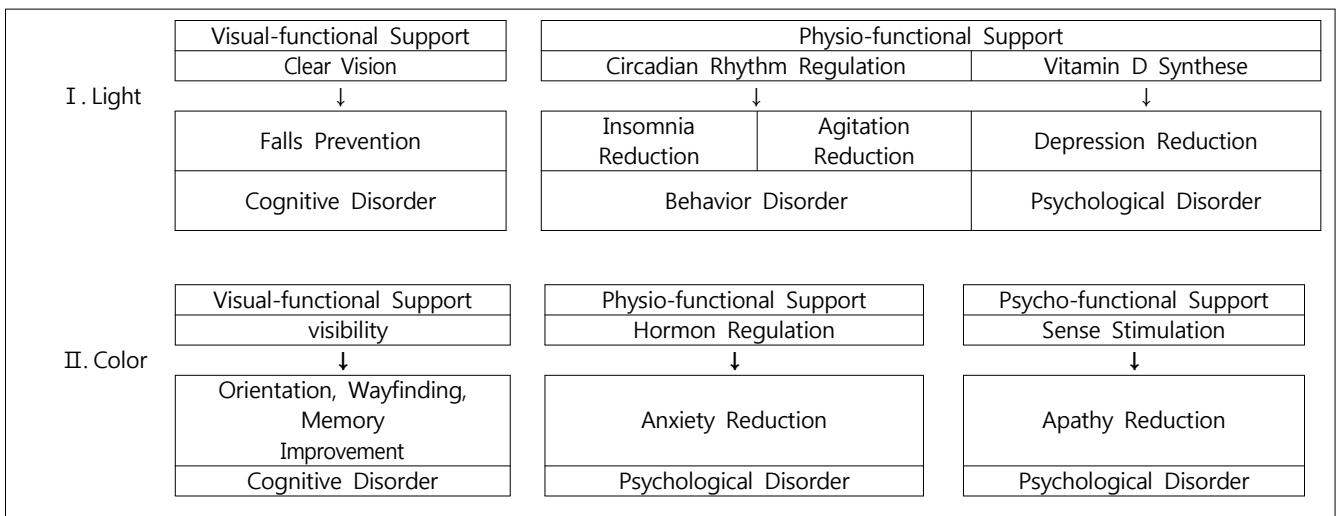 Visual-functional Support
Physio-functional Support
Clear Vision
Circadian Rhythm Regulation
Vitamin D Synthese
Ⅰ. Light
↓
↓
↓
Falls Prevention
Insomnia
Reduction
Agitation
Reduction
Depression Reduction
Cognitive Disorder
Behavior Disorder
Psychological Disorder
Visual-functional Support
Physio-functional Support
Psycho-functional Support
visibility
Hormon Regulation
Sense Stimulation
Ⅱ. Color
↓
↓
↓
Orientation, Wayfinding,
Memory
Improvement
Anxiety Reduction
Apathy Reduction
Cognitive Disorder
Psychological Disorder
Psychological Disorder